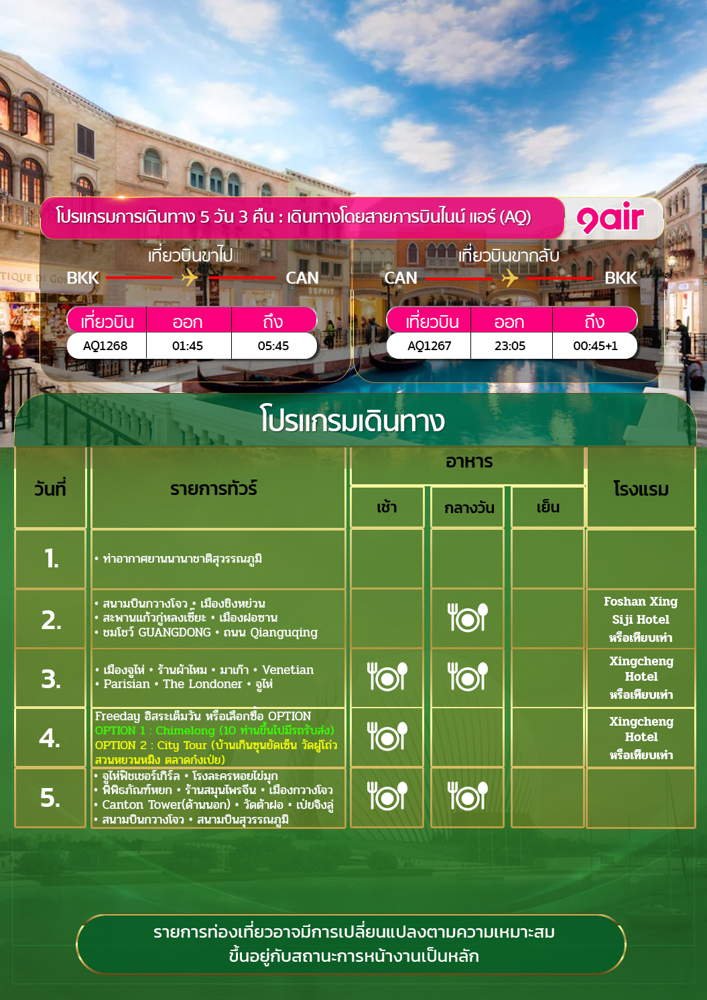 โปรแกรมการเดินทาง 5 วัน 3 คืน : เดินทางโดยสายการบินไนน์ แอร์ (AQ)
9air
เที่ยวบินขาไป
BKK
CAN
เที่ยวบิน
ออก
ถึง
AQ1268
01:45
05:45
เที่ยวบินขากลับ
CAN
BKK
เที่ยวบิน
ออก
ถึง
AQ1267
23:05
00:45+1
ESPRIT
โปรแกรมเดินทาง
วันที่
รายการทัวร์
อาหาร
เช้า
กลางวัน
เย็น
โรงแรม
1.
• ท่าอากาศยานนานาชาติสุวรรณภูมิ
2.
• สนามบินกวางโจว • เมืองชิงหย่วน
• สะพานแก้วกู่หลงเซี๊ยะ • เมืองฝอซาน
• ชมโชว์ GUANGDONG • ถนน Qianguqing
Foshan Xing
Siji Hotel
หรือเทียบเท่า
3.
• เมืองจูไห่ • ร้านผ้าไหม • มาเก๊า • Venetian
• Parisian • The Londoner • จูไห่
Xingcheng
Hotel
หรือเทียบเท่า
4.
Freeday อิสระเต็มวัน หรือเลือกซื้อ OPTION
OPTION 1 : Chimelong (10 ท่านขึ้นไปมีรถรับส่ง)
OPTION 2 : City Tour (บ้านเกินซุนยัดเซ็น วัดผู่โถ่ว
สวนหยวนหมิง ตลาดกงเป่ย)
Xingcheng
Hotel
หรือเทียบเท่า
5.
• จูไห่ฟิชเชอร์เกิร์ล • โรงละครหอยไข่มุก
• พิพิธภัณฑ์หยก • ร้านสมุนไพรจีน • เมืองกวางโจว
• Canton Tower(ด้านนอก) • วัดต้าฝอ • เป่ยจิงลู่
• สนามบินกวางโจว • สนามบินสุวรรณภูมิ
รายการท่องเที่ยวอาจมีการเปลี่ยนแปลงตามความเหมาะสม
ขึ้นอยู่กับสถานะการหน้างานเป็นหลัก